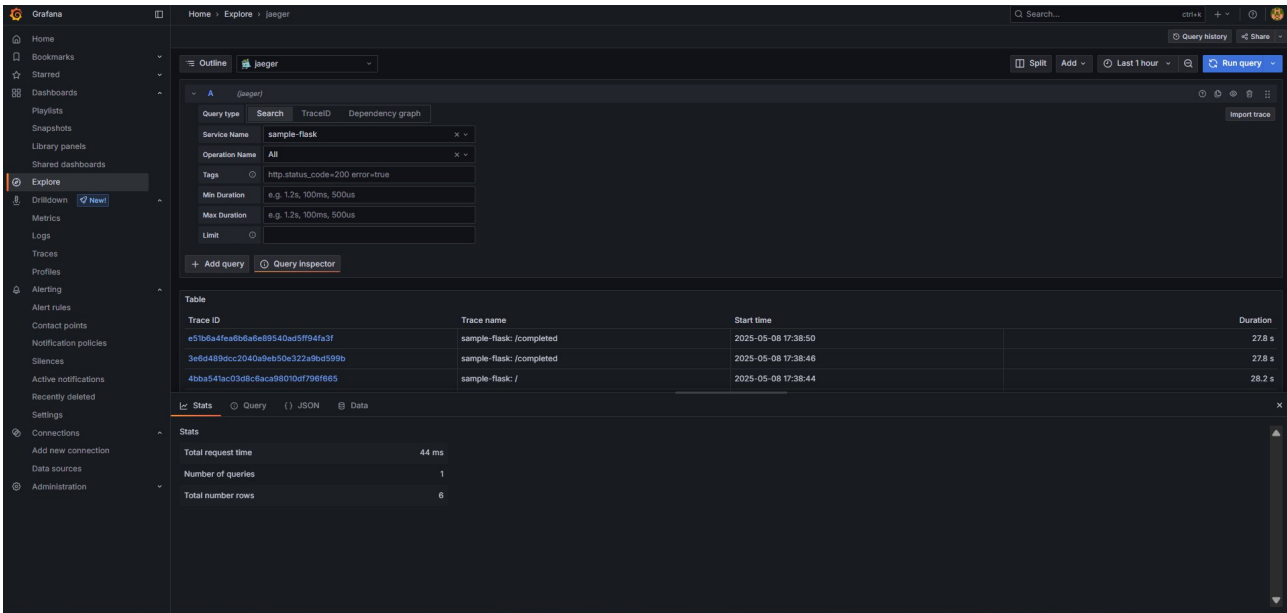 Grafana
Home › Explore › jaeger
Search...
ctrl+k
Home
Bookmarks
Starred
Dashboards
Playlists
Snapshots
Library panels
Shared dashboards
Explore
Drilldown New!
Metrics
Logs
Traces
Profiles
Alerting
Alert rules
Contact points
Notification policies
Silences
Active notifications
Recently deleted
Settings
Connections
Add new connection
Data sources
Administration
Query history Share
Outline jaeger
Split Add Last 1 hour Run query
A (jaeger)
Query type Search TraceID Dependency graph
Import trace
Service Name sample-flask
Operation Name All
Tags http.status_code=200 error=true
Min Duration e.g. 1.2s, 100ms, 500us
Max Duration e.g. 1.2s, 100ms, 500us
Limit
+ Add query Query inspector
Table
Trace ID Trace name Start time Duration
e51b6a4fea6b6a6e89540ad5ff94fa3f sample-flask: /completed 2025-05-08 17:38:50 27.8 s
3e6d489dcc2040a9eb50e322a9bd599b sample-flask: /completed 2025-05-08 17:38:46 27.8 s
4bba541ac03d8c6aca98010df796f665 sample-flask: / 2025-05-08 17:38:44 28.2 s
Stats Query {} JSON Data
Stats
Total request time 44 ms
Number of queries 1
Total number rows 6